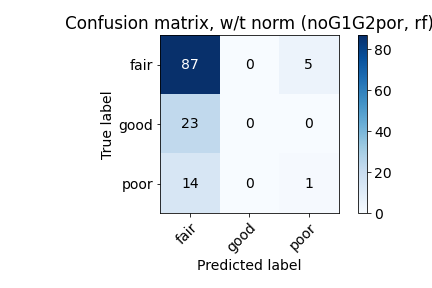 Confusion matrix, w/t norm (noG1G2por, rf)
fair 87 0 5
good 23 0 0
poor 14 0 1
fair good poor
True label
Predicted label
80
60
40
20
0